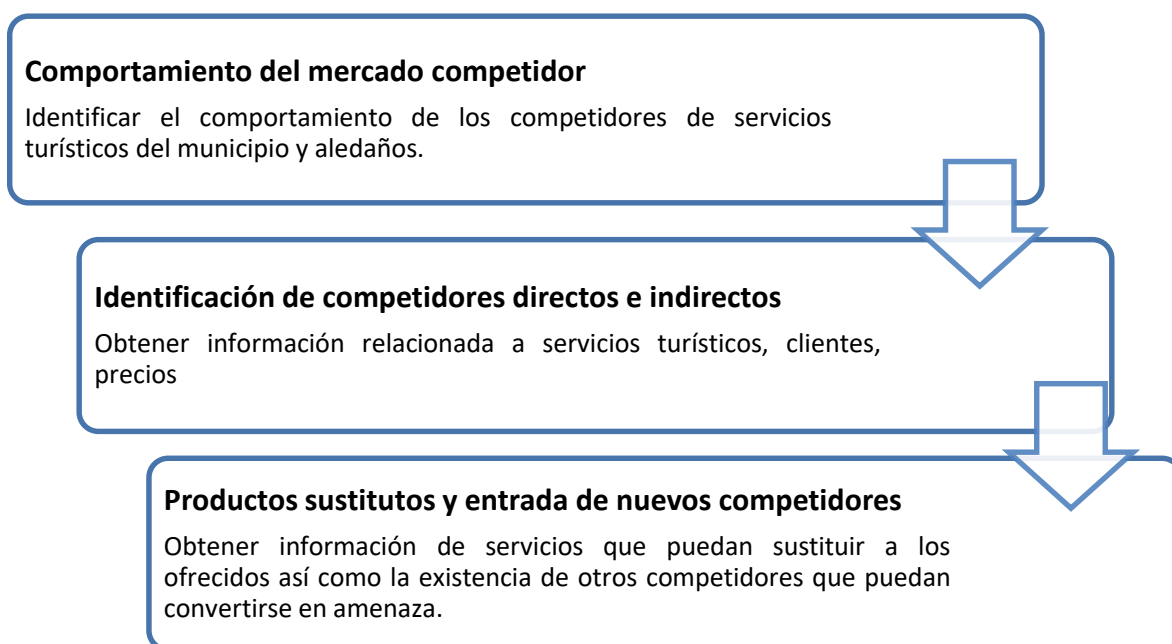 Comportamiento del mercado competidor
Identificar el comportamiento de los competidores de servicios
turísticos del municipio y aledaños.
Identificación de competidores directos e indirectos
Obtener información relacionada a servicios turísticos, clientes,
precios
Productos sustitutos y entrada de nuevos competidores
Obtener información de servicios que puedan sustituir a los
ofrecidos así como la existencia de otros competidores que puedan
convertirse en amenaza.